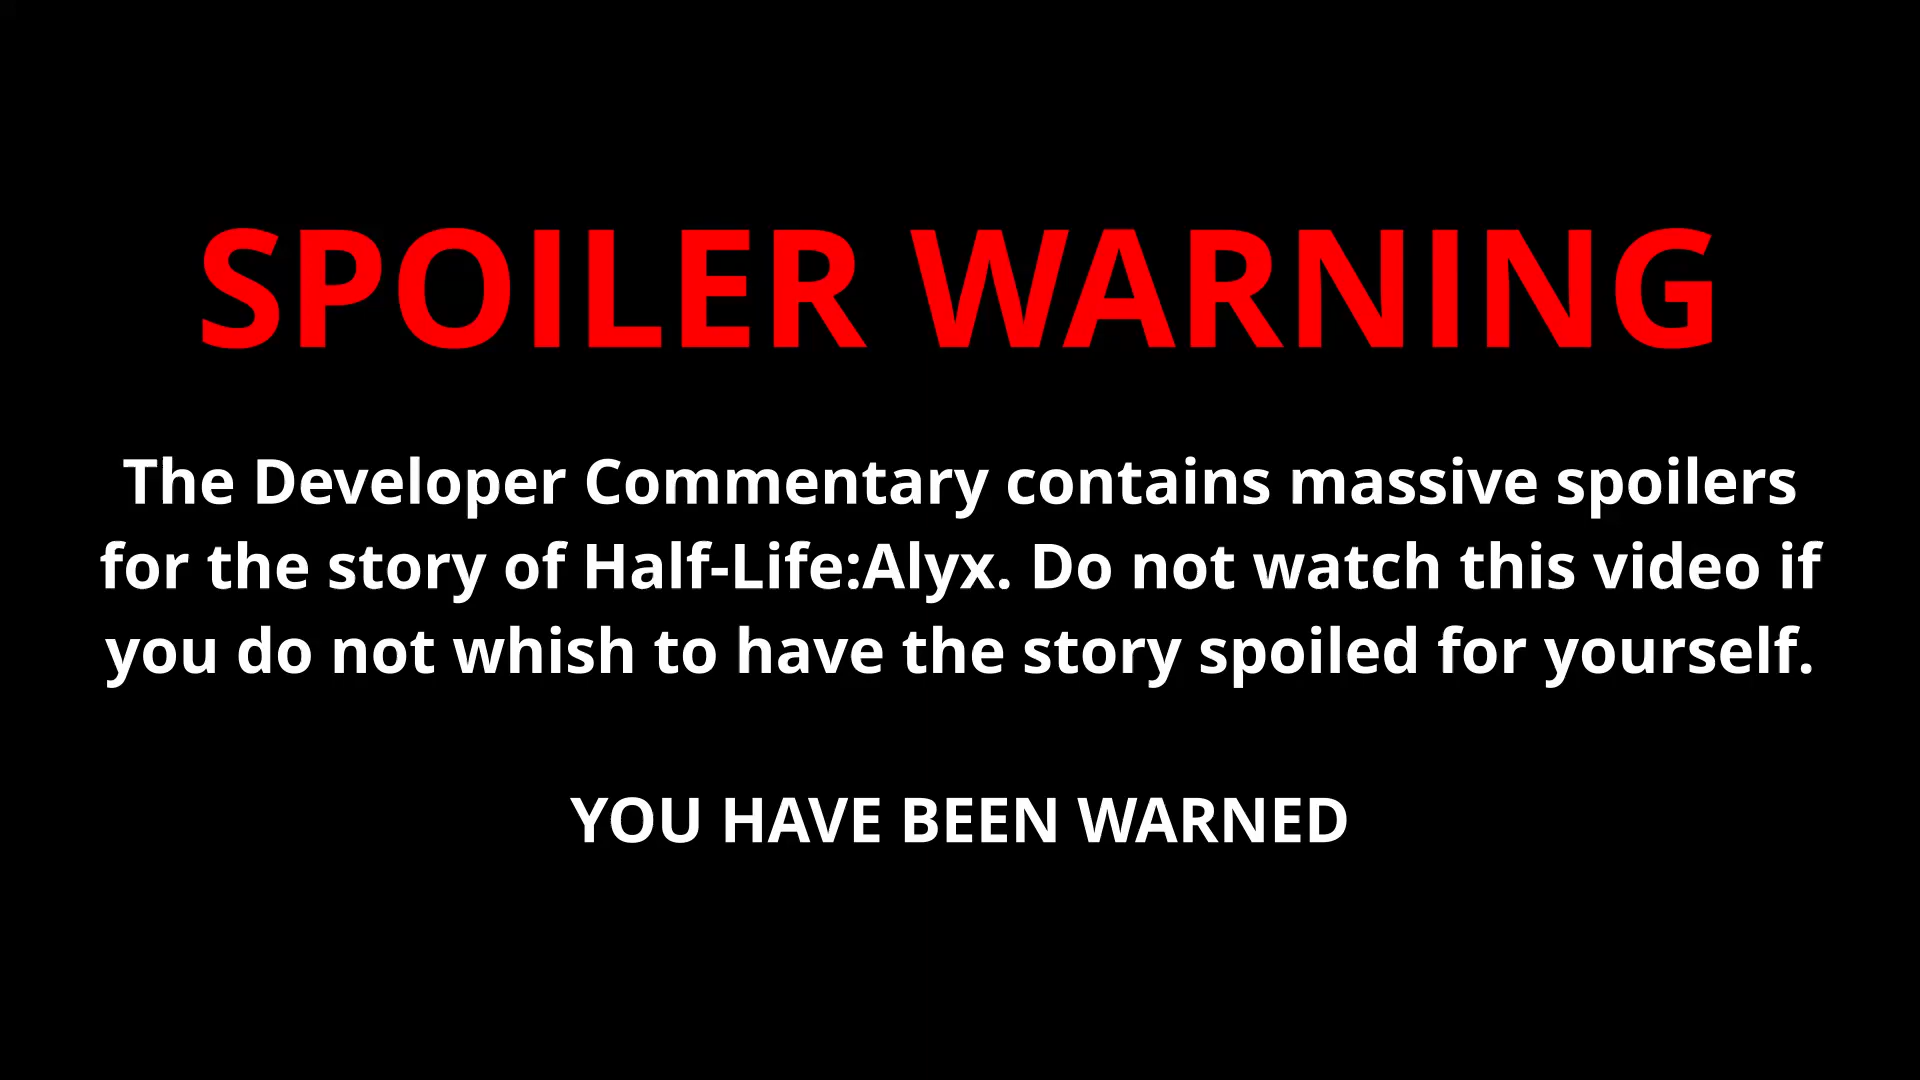 SPOILER WARNING
The Developer Commentary contains massive spoilers
for the story of Half-Life:Alyx. Do not watch this video if
you do not whish to have the story spoiled for yourself.
YOU HAVE BEEN WARNED